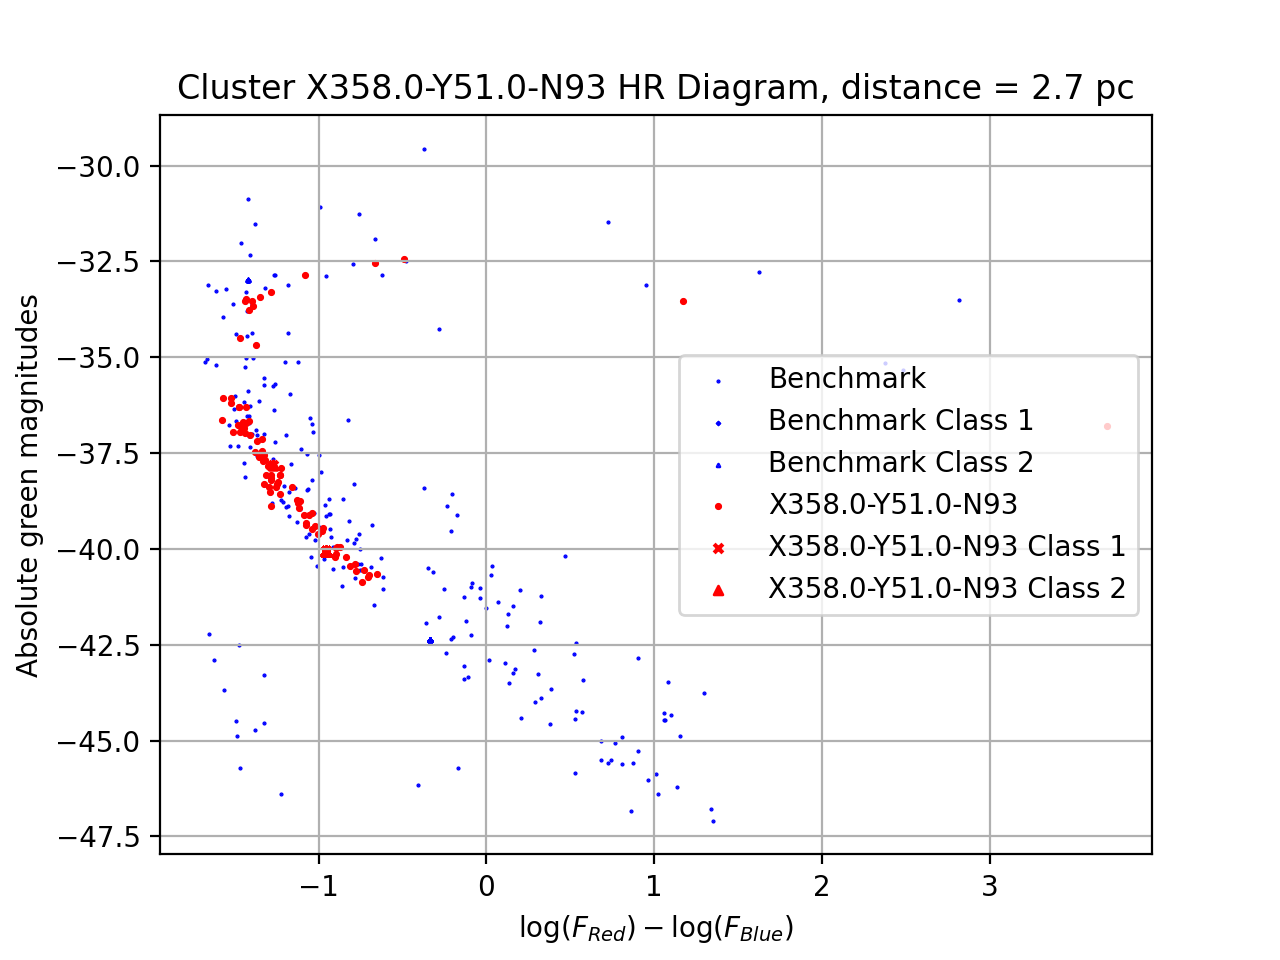 Cluster X358.0-Y51.0-N93 HR Diagram, distance = 2.7 pc
Absolute green magnitudes
−30.0
−32.5
−35.0
−37.5
−40.0
−42.5
−45.0
−47.5
Benchmark
Benchmark Class 1
Benchmark Class 2
X358.0-Y51.0-N93
X358.0-Y51.0-N93 Class 1
X358.0-Y51.0-N93 Class 2
−1 0 1 2 3
log(F_Red) − log(F_Blue)